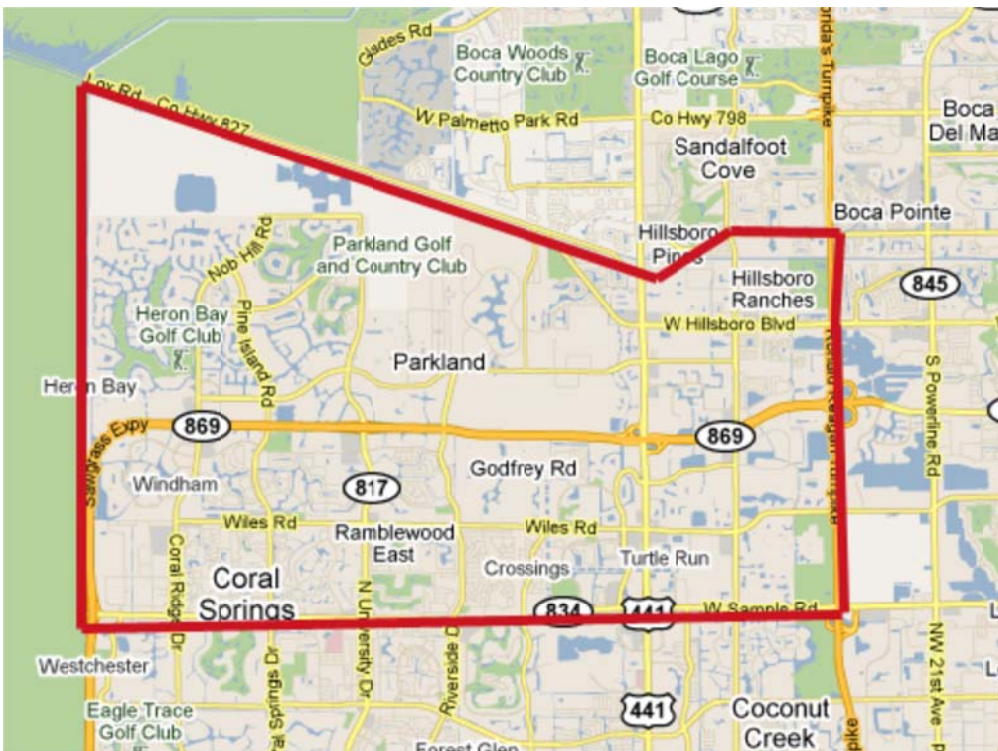 Glades Rd
Boca Woods
Country Club
Boca Lago
Golf Course
Lox Rd
Co Hwy 827
W Palmetto Park Rd
Co Hwy 798
Boca
Sandalfoot
Cove
Boca Pointe
Hillsboro
Pines
Nob Hill Rd
Parkland Golf
and Country Club
Hillsboro
Ranches
845
Heron Bay
Golf Club
Pine Island Rd
W Hillsboro Blvd
Parkland
S Powerline Rd
Heron Bay
869
869
Sawgrass Expy
Godfrey Rd
Windham
817
Wiles Rd
Ramblewood
East
Wiles Rd
Crossings
Turtle Run
Coral
Springs
Coral Ridge Dr
N University Dr
834
441
W Sample Rd
Westchester
Riverside D
NW 21st Ave
Eagle Trace
Golf Club
441
Coconut
Creek
Forest Glen